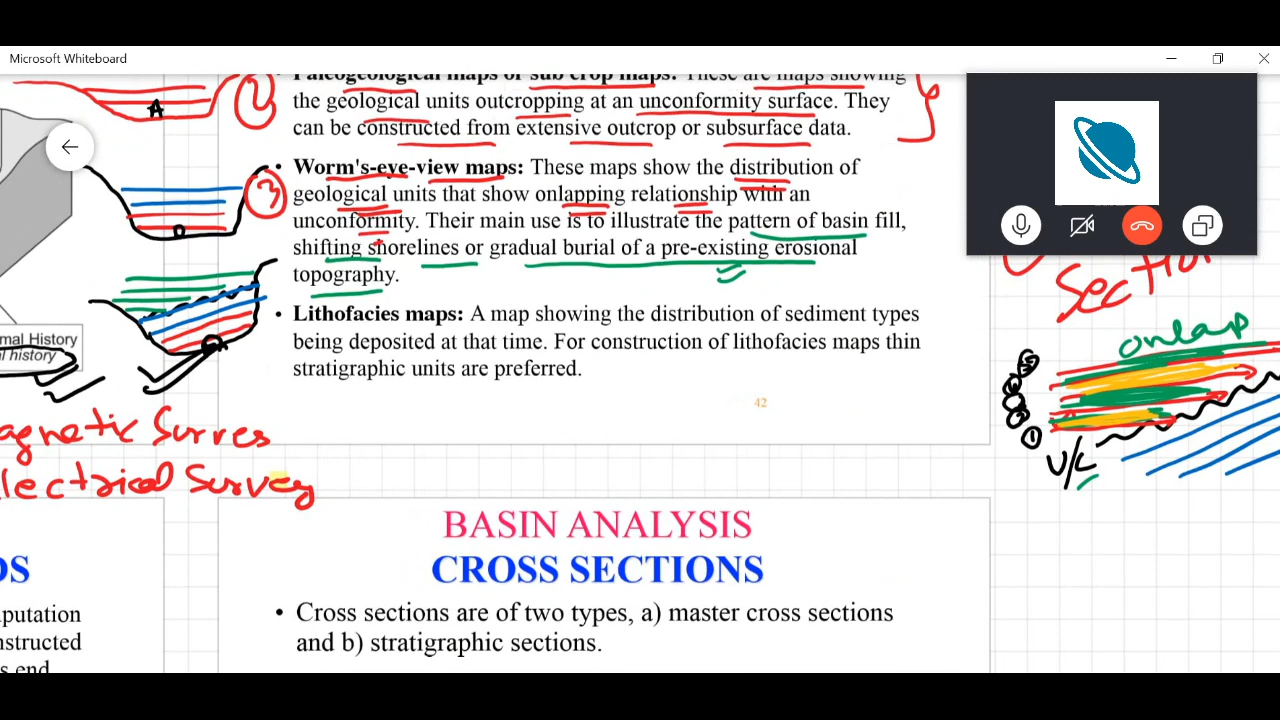 Microsoft Whiteboard
Paleogeological maps or sub crop maps: These are maps showing
the geological units outcropping at an unconformity surface. They
can be constructed from extensive outcrop or subsurface data.
• Worm's-eye-view maps: These maps show the distribution of
geological units that show onlapping relationship with an
unconformity. Their main use is to illustrate the pattern of basin fill,
shifting shorelines or gradual burial of a pre-existing erosional
topography.
• Lithofacies maps: A map showing the distribution of sediment types
being deposited at that time. For construction of lithofacies maps thin
stratigraphic units are preferred.
42
A
3
mal History
al history
agnetic Surves
lectrical Survey
Section
onlap
1
U/C
BASIN ANALYSIS
CROSS SECTIONS
• Cross sections are of two types, a) master cross sections
and b) stratigraphic sections.
DS
putation
nstructed
s end